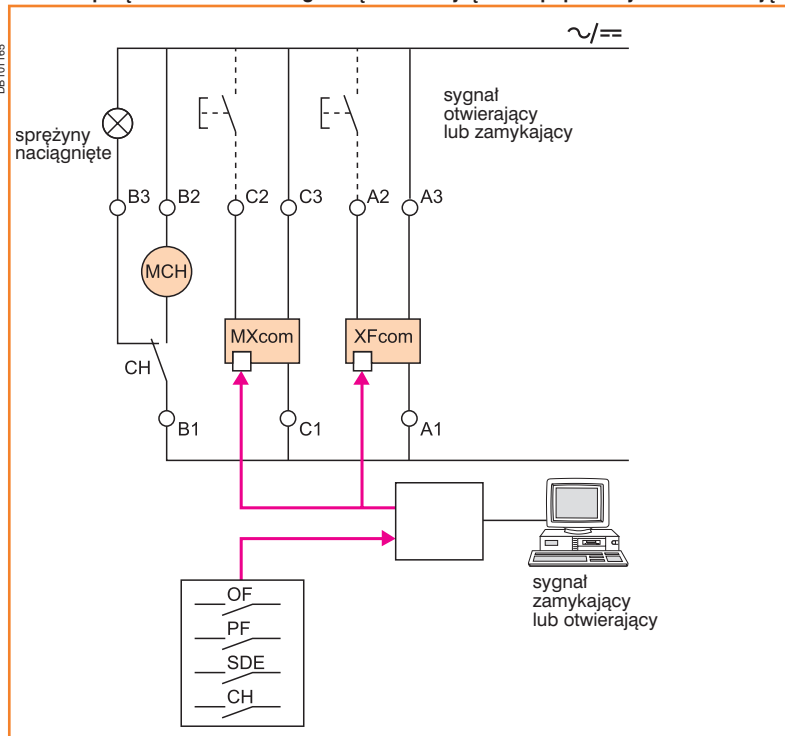 DB101165
∼/⎓
sprężyny
naciągnięte
sygnał
otwierający
lub zamykający
B3
B2
C2
C3
A2
A3
MCH
MXcom
XFcom
CH
B1
C1
A1
OF
PF
SDE
CH
sygnał
zamykający
lub otwierający